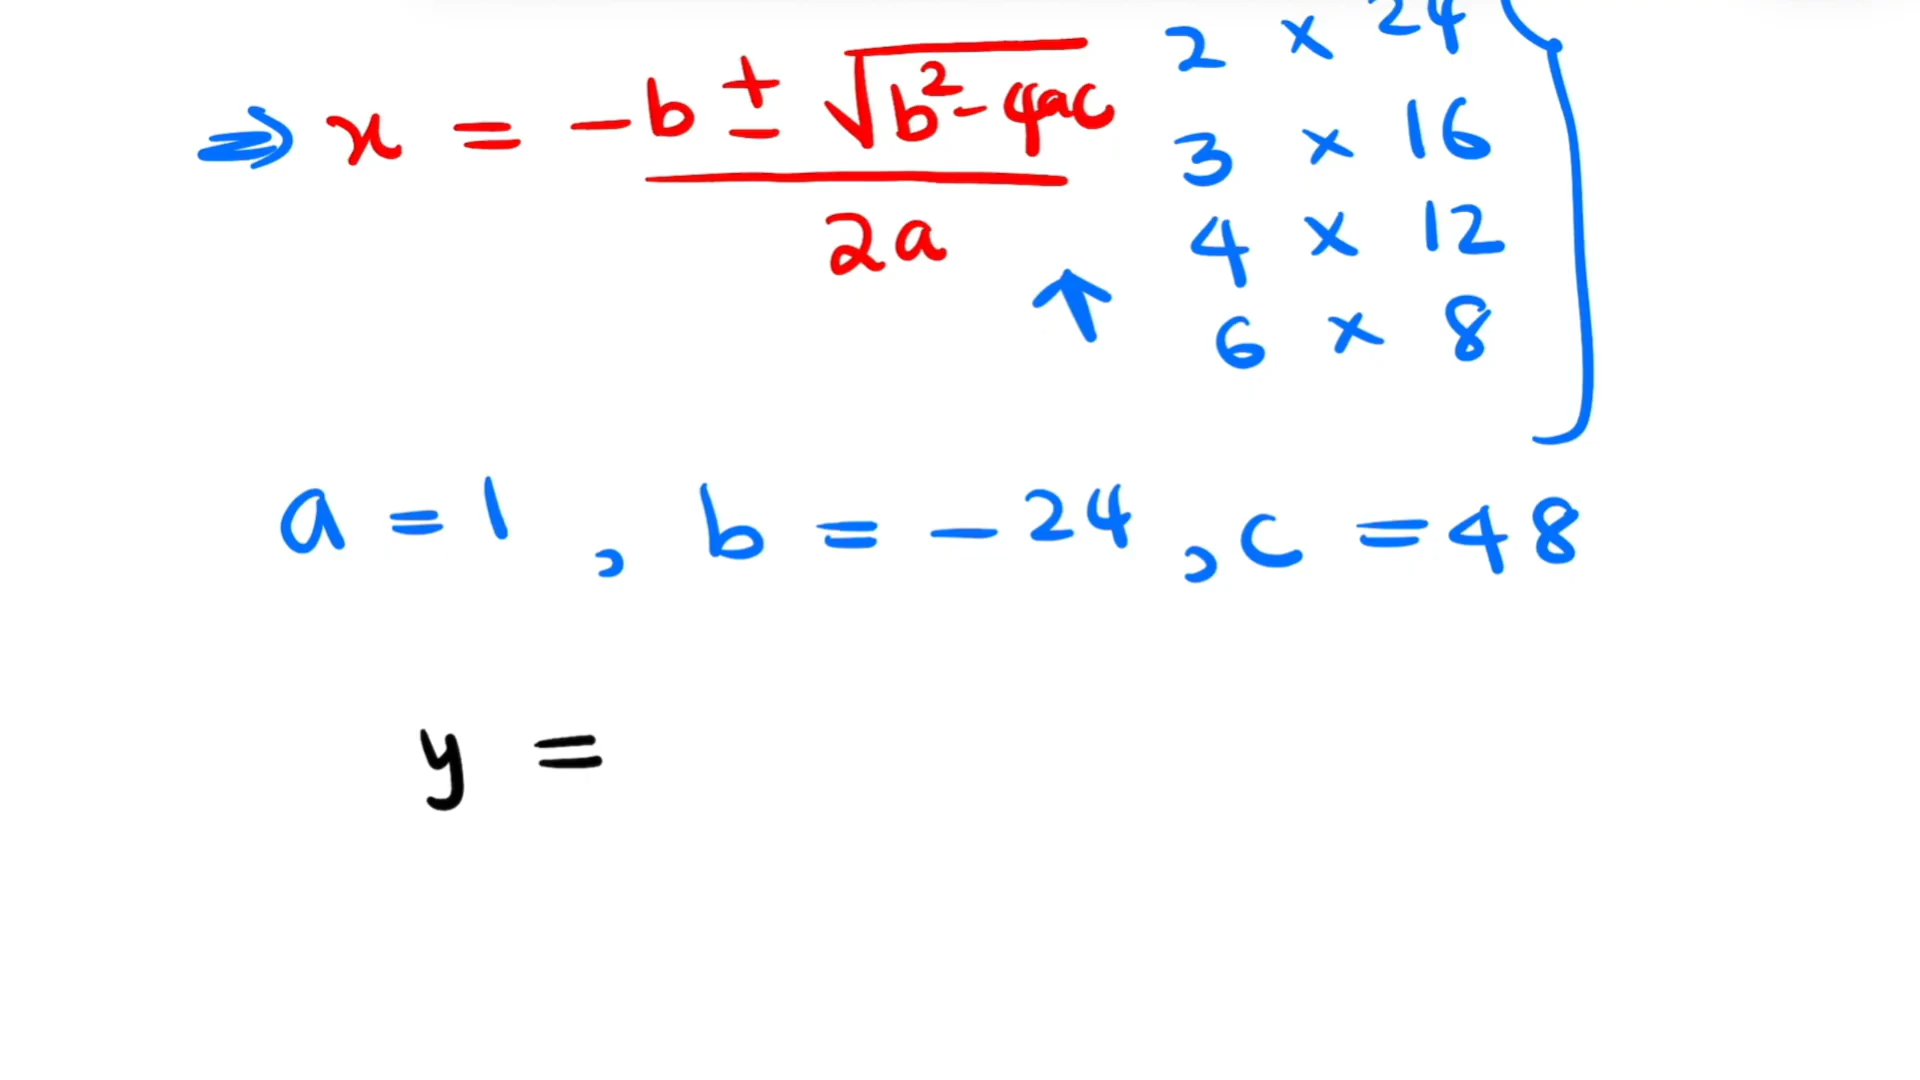 2 × 24
⇒ x = -b ± √b²-4ac
2a
3 × 16
4 × 12
6 × 8
a = 1 , b = -24 , c = 48
y =